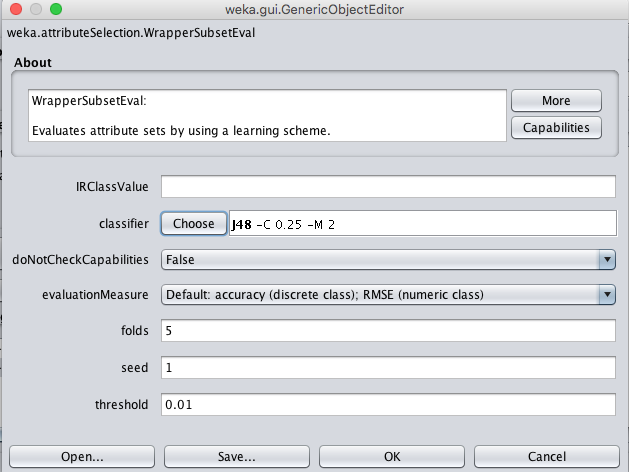 weka.gui.GenericObjectEditor
weka.attributeSelection.WrapperSubsetEval
About
WrapperSubsetEval:
More
Evaluates attribute sets by using a learning scheme.
Capabilities
IRClassValue
classifier Choose J48 -C 0.25 -M 2
doNotCheckCapabilities False
evaluationMeasure Default: accuracy (discrete class); RMSE (numeric class)
folds 5
seed 1
threshold 0.01
Open... Save... OK Cancel